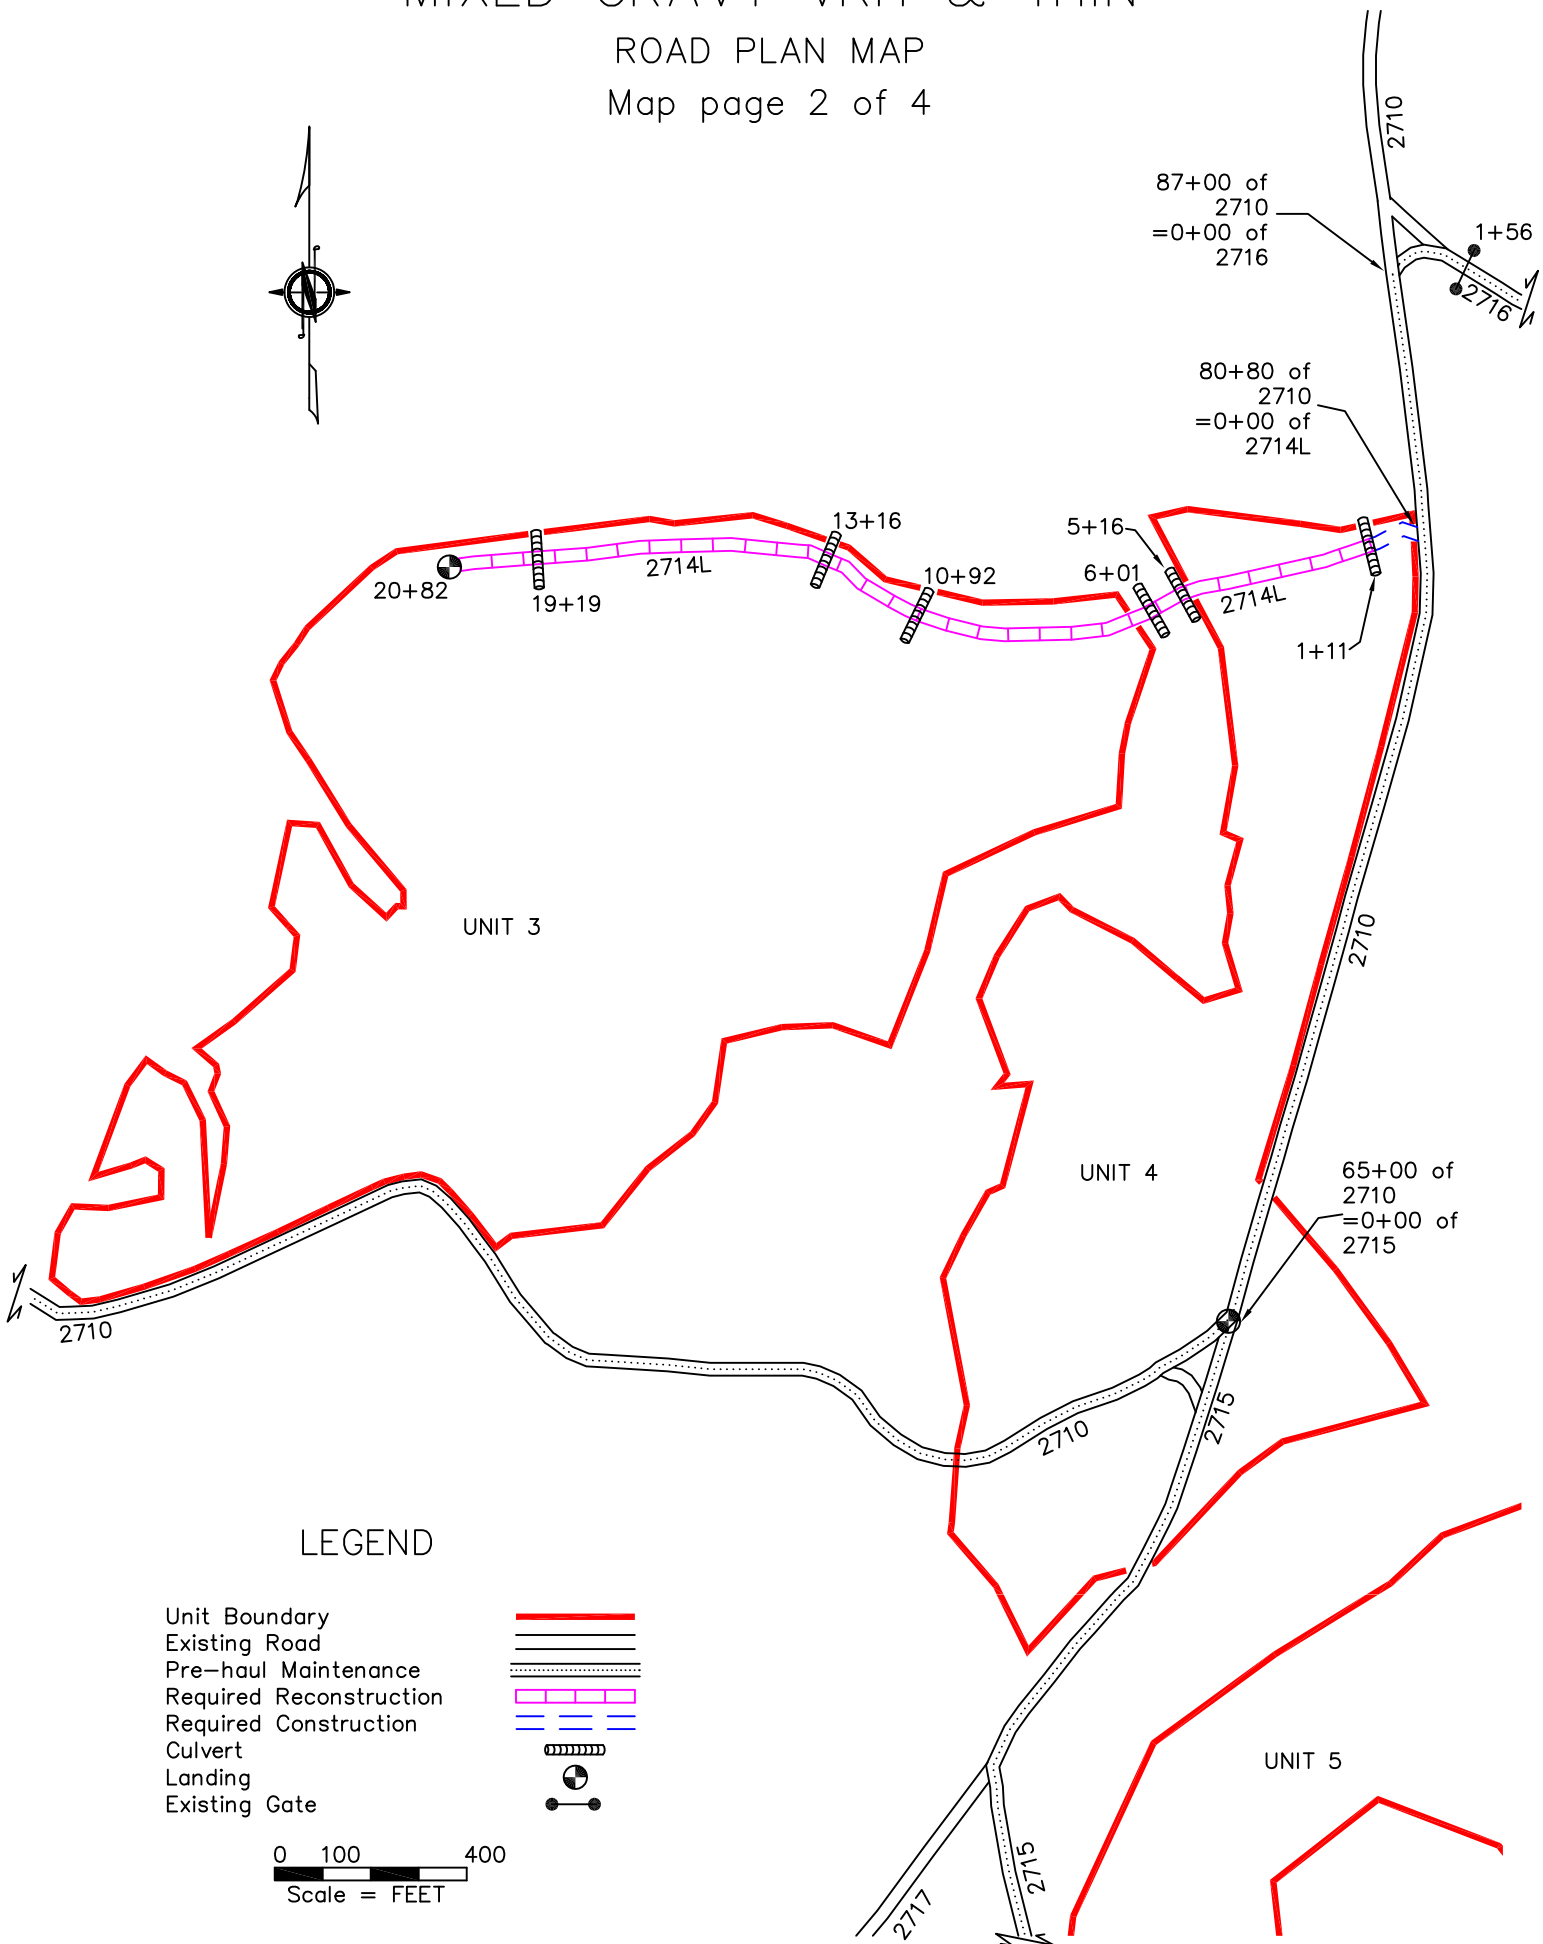 ROAD PLAN MAP
Map page 2 of 4
2710
87+00 of
2710
=0+00 of
2716
1+56
2716
80+80 of
2710
=0+00 of
2714L
13+16
5+16
10+92
6+01
2714L
20+82
19+19
2714L
1+11
UNIT 3
2710
UNIT 4
65+00 of
2710
=0+00 of
2715
2710
2710
2715
LEGEND
Unit Boundary
Existing Road
Pre-haul Maintenance
Required Reconstruction
Required Construction
Culvert
Landing
Existing Gate
0 100 400
Scale = FEET
UNIT 5
2715
2717